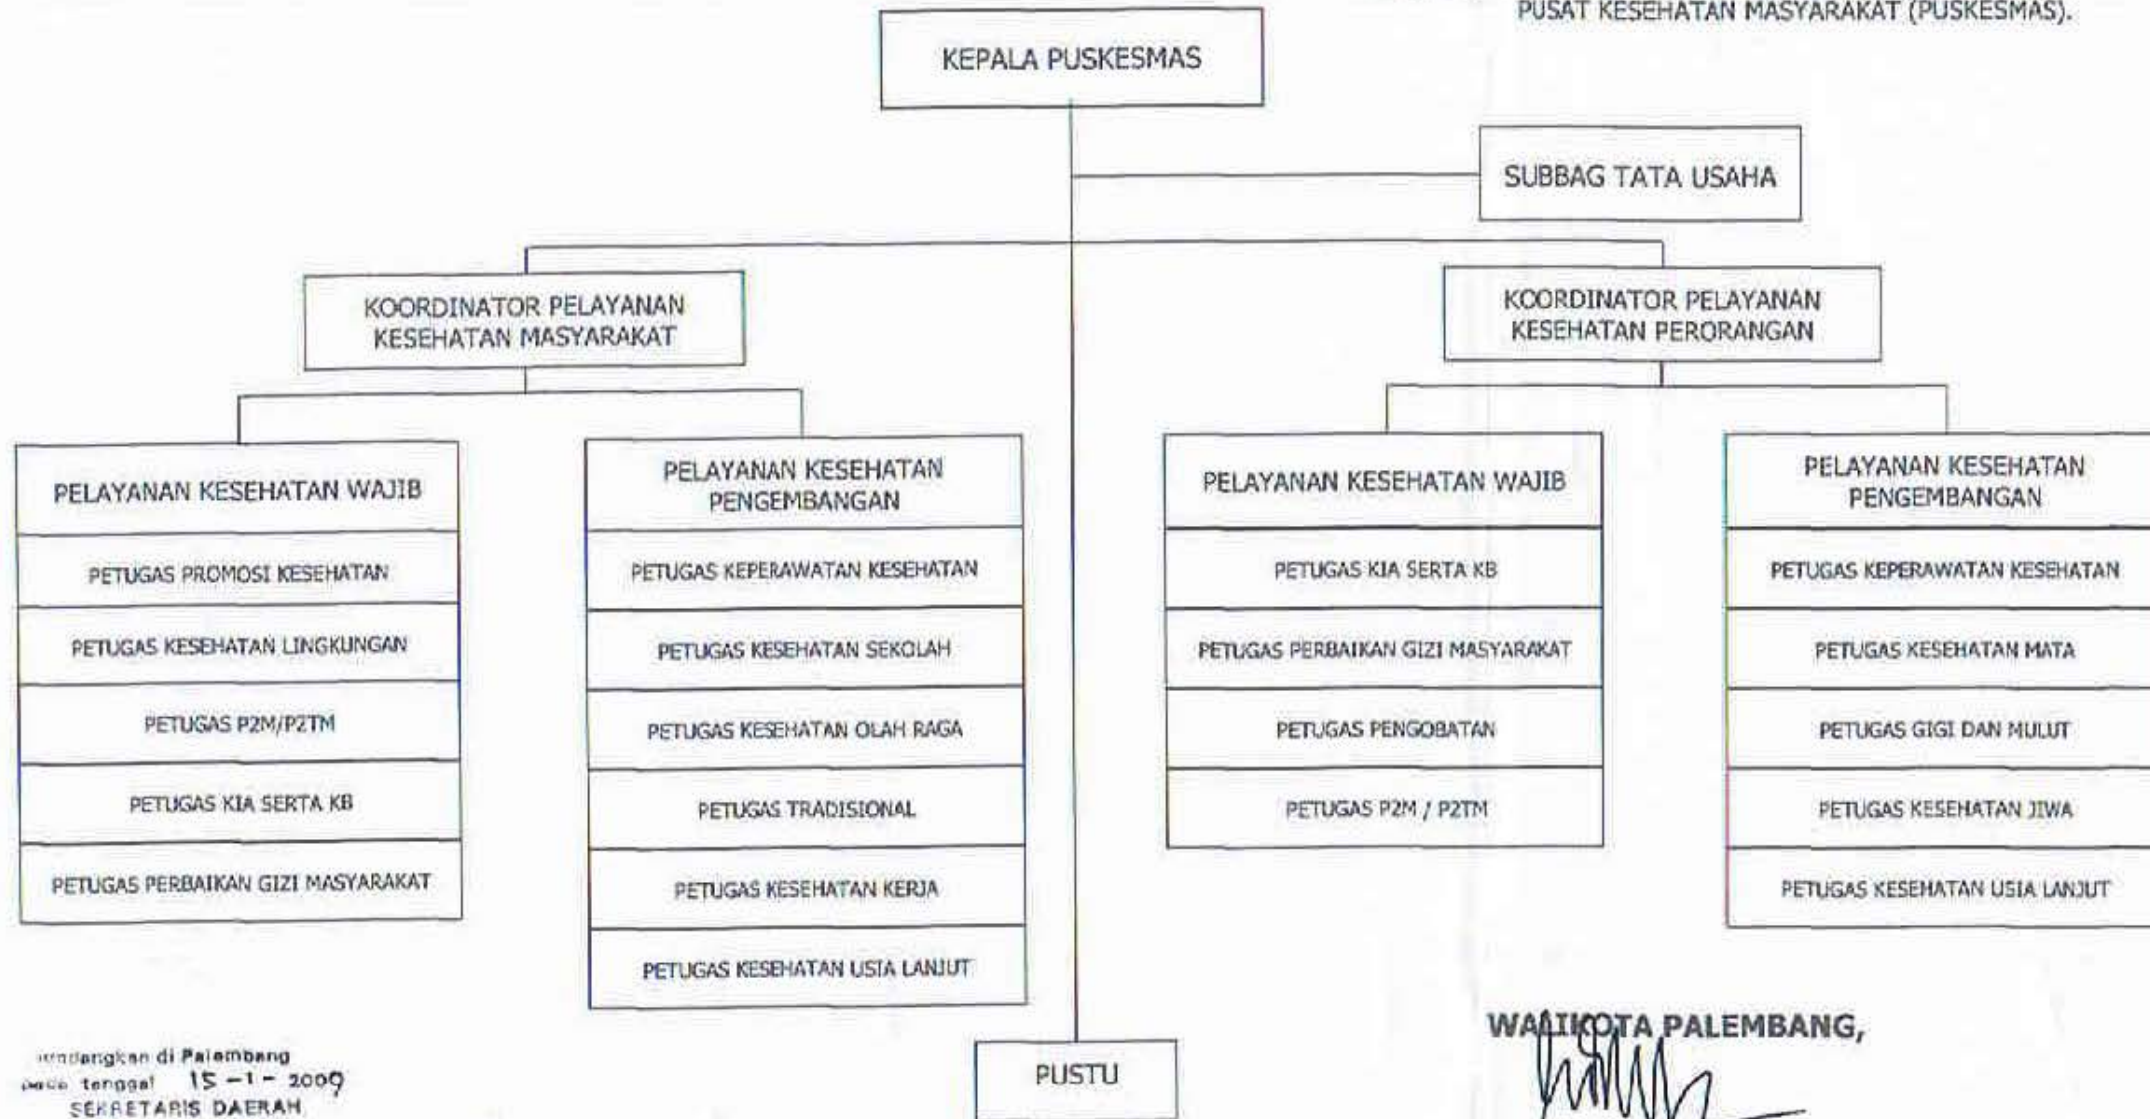 PUSAT KESEHATAN MASYARAKAT (PUSKESMAS).
KEPALA PUSKESMAS
SUBBAG TATA USAHA
KOORDINATOR PELAYANAN
KESEHATAN MASYARAKAT
KOORDINATOR PELAYANAN
KESEHATAN PERORANGAN
PELAYANAN KESEHATAN WAJIB
PETUGAS PROMOSI KESEHATAN
PETUGAS KESEHATAN LINGKUNGAN
PETUGAS P2M/P2TM
PETUGAS KIA SERTA KB
PETUGAS PERBAIKAN GIZI MASYARAKAT
PELAYANAN KESEHATAN
PENGEMBANGAN
PETUGAS KEPERAWATAN KESEHATAN
PETUGAS KESEHATAN SEKOLAH
PETUGAS KESEHATAN OLAH RAGA
PETUGAS TRADISIONAL
PETUGAS KESEHATAN KERJA
PETUGAS KESEHATAN USIA LANJUT
PELAYANAN KESEHATAN WAJIB
PETUGAS KIA SERTA KB
PETUGAS PERBAIKAN GIZI MASYARAKAT
PETUGAS PENGOBATAN
PETUGAS P2M / P2TM
PELAYANAN KESEHATAN
PENGEMBANGAN
PETUGAS KEPERAWATAN KESEHATAN
PETUGAS KESEHATAN MATA
PETUGAS GIGI DAN MULUT
PETUGAS KESEHATAN JIWA
PETUGAS KESEHATAN USIA LANJUT
PUSTU
di Palembang
tanggal 15-1-2009
SEKRETARIS DAERAH
WALIKOTA PALEMBANG,